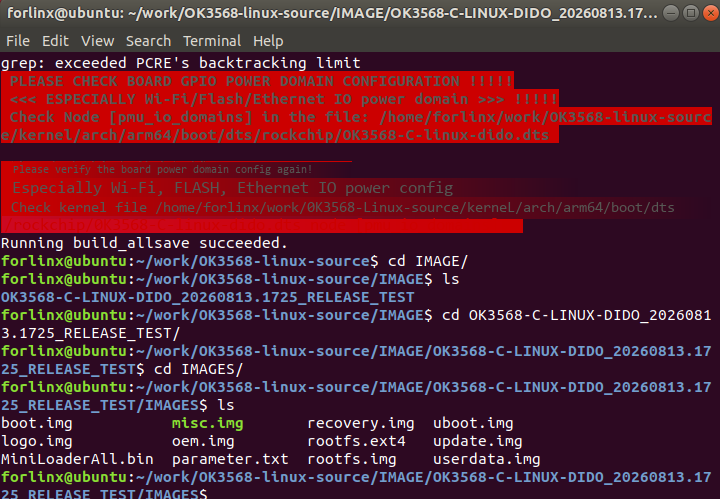 forlinx@ubuntu: ~/work/OK3568-linux-source/IMAGE/OK3568-C-LINUX-DIDO_20260813.17...
File Edit View Search Terminal Help
grep: exceeded PCRE's backtracking limit
PLEASE CHECK BOARD GPIO POWER DOMAIN CONFIGURATION !!!!!
<<< ESPECIALLY Wi-Fi/Flash/Ethernet IO power domain >>> !!!!!
Check Node [pmu_io_domains] in the file: /home/forlinx/work/OK3568-linux-sourc
e/kernel/arch/arm64/boot/dts/rockchip/OK3568-C-linux-dido.dts
Please verify the board power domain config again!
Especially Wi-Fi, FLASH, Ethernet IO power config
Check kernel file /home/forlinx/work/0K3568-Linux-source/kerneL/arch/arm64/boot/dts
Running build_allsave succeeded.
forlinx@ubuntu:~/work/OK3568-linux-source$ cd IMAGE/
forlinx@ubuntu:~/work/OK3568-linux-source/IMAGE$ ls
OK3568-C-LINUX-DIDO_20260813.1725_RELEASE_TEST
forlinx@ubuntu:~/work/OK3568-linux-source/IMAGE$ cd OK3568-C-LINUX-DIDO_2026081
3.1725_RELEASE_TEST/
forlinx@ubuntu:~/work/OK3568-linux-source/IMAGE/OK3568-C-LINUX-DIDO_20260813.17
25_RELEASE_TEST$ cd IMAGES/
forlinx@ubuntu:~/work/OK3568-linux-source/IMAGE/OK3568-C-LINUX-DIDO_20260813.17
25_RELEASE_TEST/IMAGES$ ls
boot.img misc.img recovery.img uboot.img
logo.img oem.img rootfs.ext4 update.img
MiniLoaderAll.bin parameter.txt rootfs.img userdata.img
forlinx@ubuntu:~/work/OK3568-linux-source/IMAGE/OK3568-C-LINUX-DIDO_20260813.17
25_RELEASE_TEST/IMAGES$